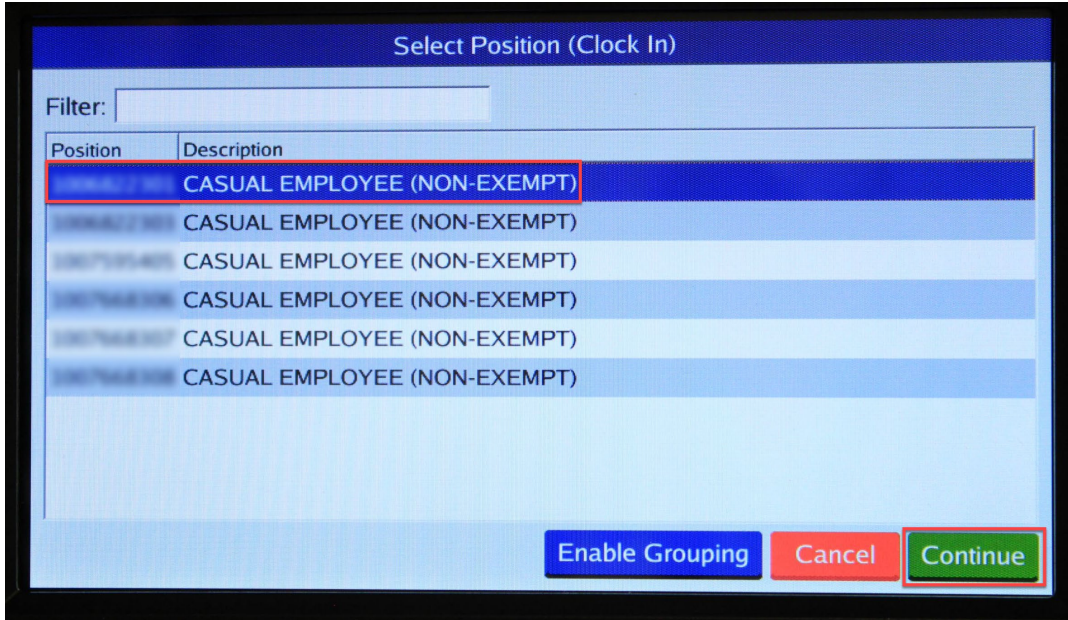 Select Position (Clock In)
Filter:
Position Description
CASUAL EMPLOYEE (NON-EXEMPT)
CASUAL EMPLOYEE (NON-EXEMPT)
CASUAL EMPLOYEE (NON-EXEMPT)
CASUAL EMPLOYEE (NON-EXEMPT)
CASUAL EMPLOYEE (NON-EXEMPT)
CASUAL EMPLOYEE (NON-EXEMPT)
Enable Grouping Cancel Continue